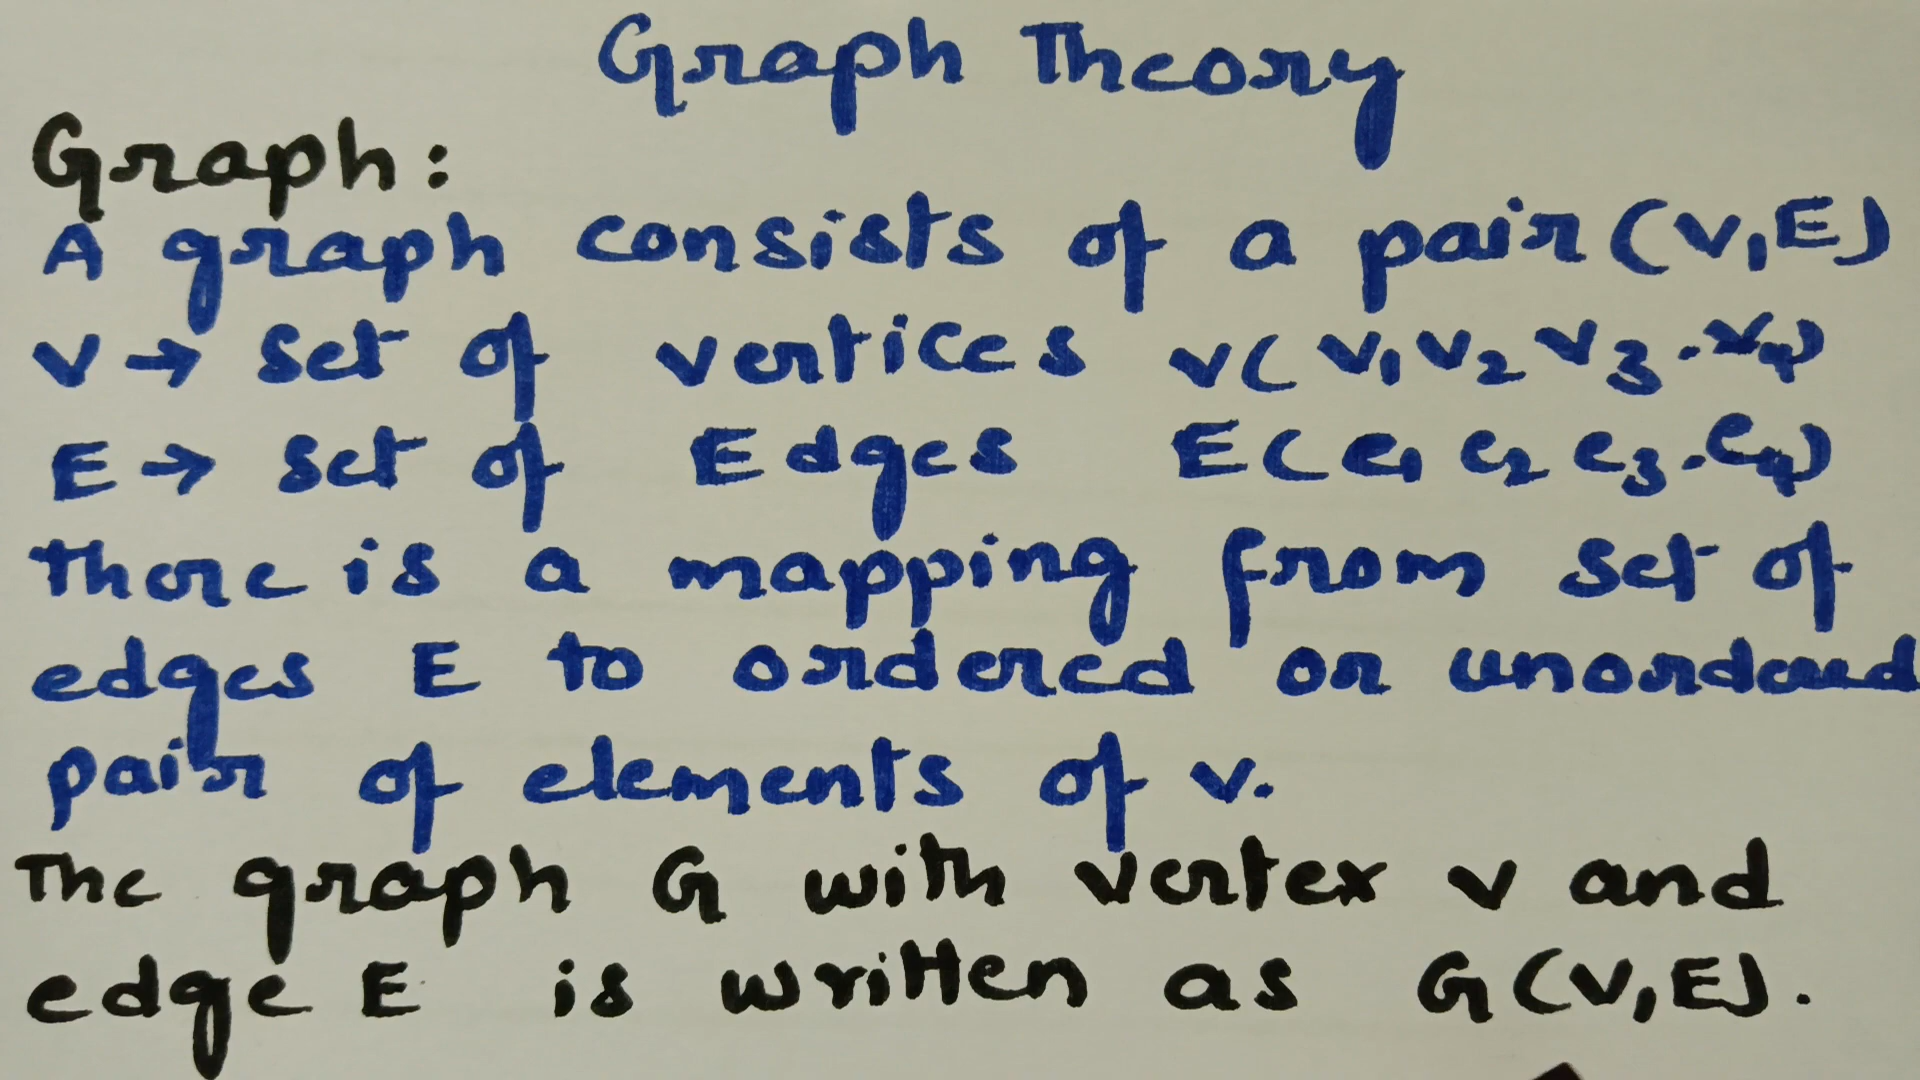 Graph Theory
Graph:
A graph consists of a pair (V,E)
V → Set of vertices V( V1 V2 V3 . V4)
E → Set of Edges E( e1 e2 e3 . e4)
there is a mapping from set of
edges E to ordered or unordered
pair of elements of V.
The graph G with vertex V and
edge E is written as G(V,E).